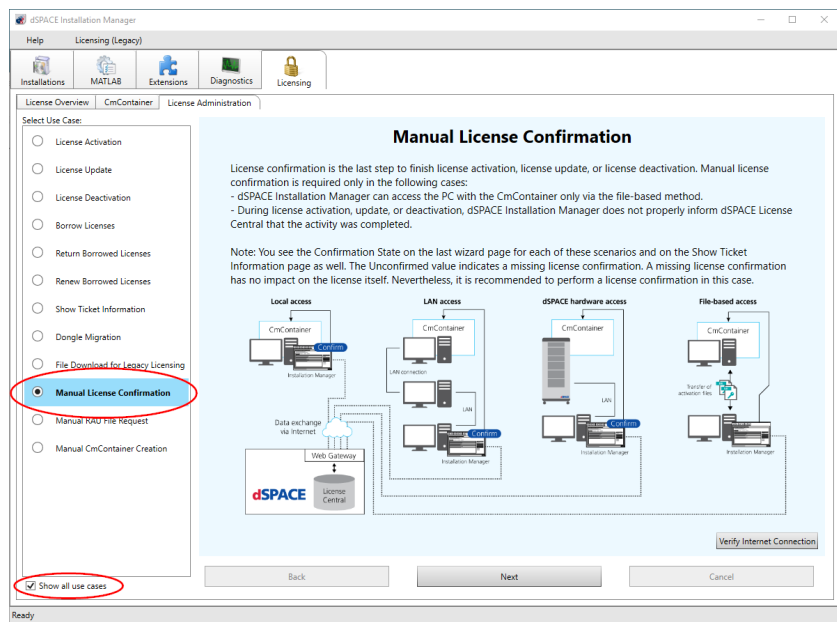 dSPACE Installation Manager
Help Licensing (Legacy)
Installations MATLAB Extensions Diagnostics Licensing
License Overview CmContainer License Administration
Select Use Case:
License Activation
License Update
License Deactivation
Borrow Licenses
Return Borrowed Licenses
Renew Borrowed Licenses
Show Ticket Information
Dongle Migration
File Download for Legacy Licensing
Manual License Confirmation
Manual RAU File Request
Manual CmContainer Creation
Show all use cases
Manual License Confirmation
License confirmation is the last step to finish license activation, license update, or license deactivation. Manual license
confirmation is required only in the following cases:
- dSPACE Installation Manager can access the PC with the CmContainer only via the file-based method.
- During license activation, update, or deactivation, dSPACE Installation Manager does not properly inform dSPACE License
Central that the activity was completed.
Note: You see the Confirmation State on the last wizard page for each of these scenarios and on the Show Ticket
Information page as well. The Unconfirmed value indicates a missing license confirmation. A missing license confirmation
has no impact on the license itself. Nevertheless, it is recommended to perform a license confirmation in this case.
Local access LAN access dSPACE hardware access File-based access
CmContainer CmContainer CmContainer CmContainer
Confirm
Installation Manager
LAN connection
Transfer of
activation files
LAN LAN
Data exchange
via Internet
Confirm Confirm
Installation Manager Installation Manager Installation Manager
Web Gateway
dSPACE
License
Central
Verify Internet Connection
Back Next Cancel
Ready